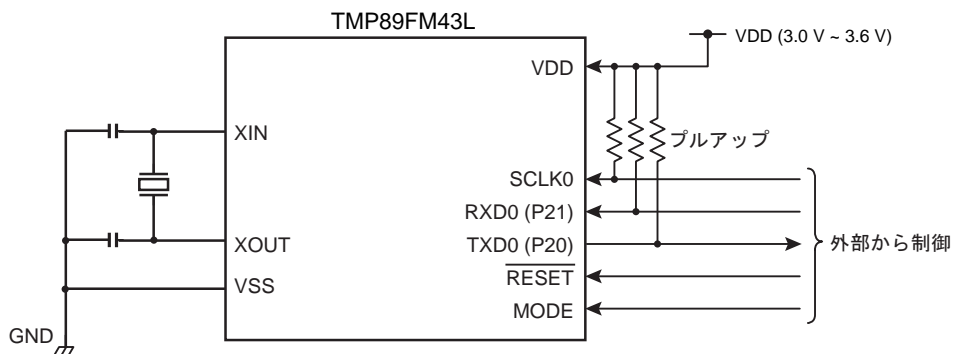 TMP89FM43L
VDD (3.0 V ~ 3.6 V)
VDD
XIN
プルアップ
SCLK0
RXD0 (P21)
XOUT
TXD0 (P20)
外部から制御
VSS
RESET
MODE
GND